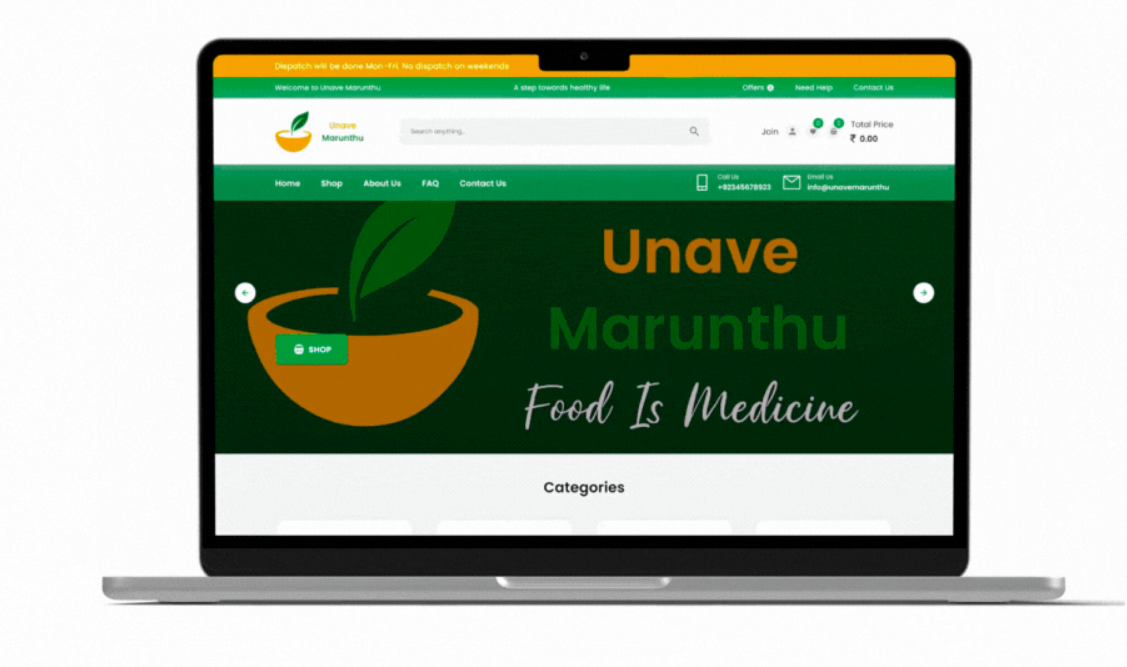 Dispatch will be done Mon-Fri, No dispatch on weekends
Welcome to Unave Marunthu
A step towards healthy life
Offers
Need Help
Contact Us
Unave
Marunthu
Search anything..
Join
0
0
Total Price
₹ 0.00
Home
Shop
About Us
FAQ
Contact Us
Call Us
+92345678923
Email Us
info@unavemarunthu
Unave
Marunthu
Food Is Medicine
SHOP
Categories